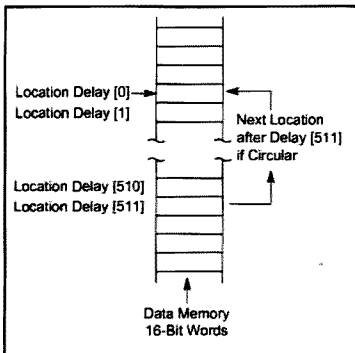 Location Delay [0]
Location Delay [1]
Next Location
after Delay [511]
if Circular
Location Delay [510]
Location Delay [511]
Data Memory
16-Bit Words